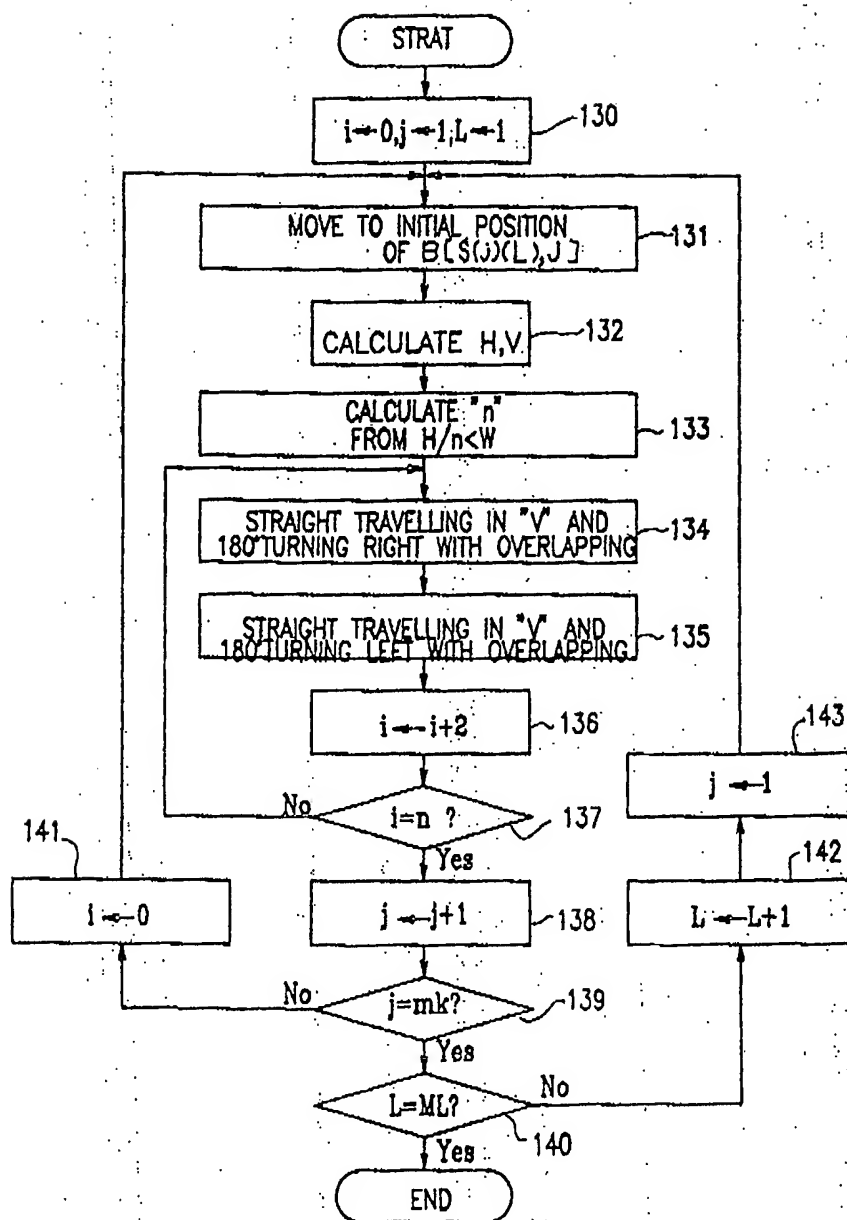 STRAT
i←0,j←1,L←1
130
MOVE TO INITIAL POSITION
OF B[$(j)(L),J]
131
CALCULATE H,V
132
CALCULATE "n"
FROM H/n<W
133
STRAIGHT TRAVELLING IN "V" AND
180°TURNING RIGHT WITH OVERLAPPING
134
STRAIGHT TRAVELLING IN "V" AND
180°TURNING LEFT WITH OVERLAPPING
135
i←i+2
136
143
j←1
No
i=n ?
137
Yes
141
i←0
j←j+1
138
142
L←L+1
No
j=mk?
139
Yes
L=ML?
No
140
Yes
END